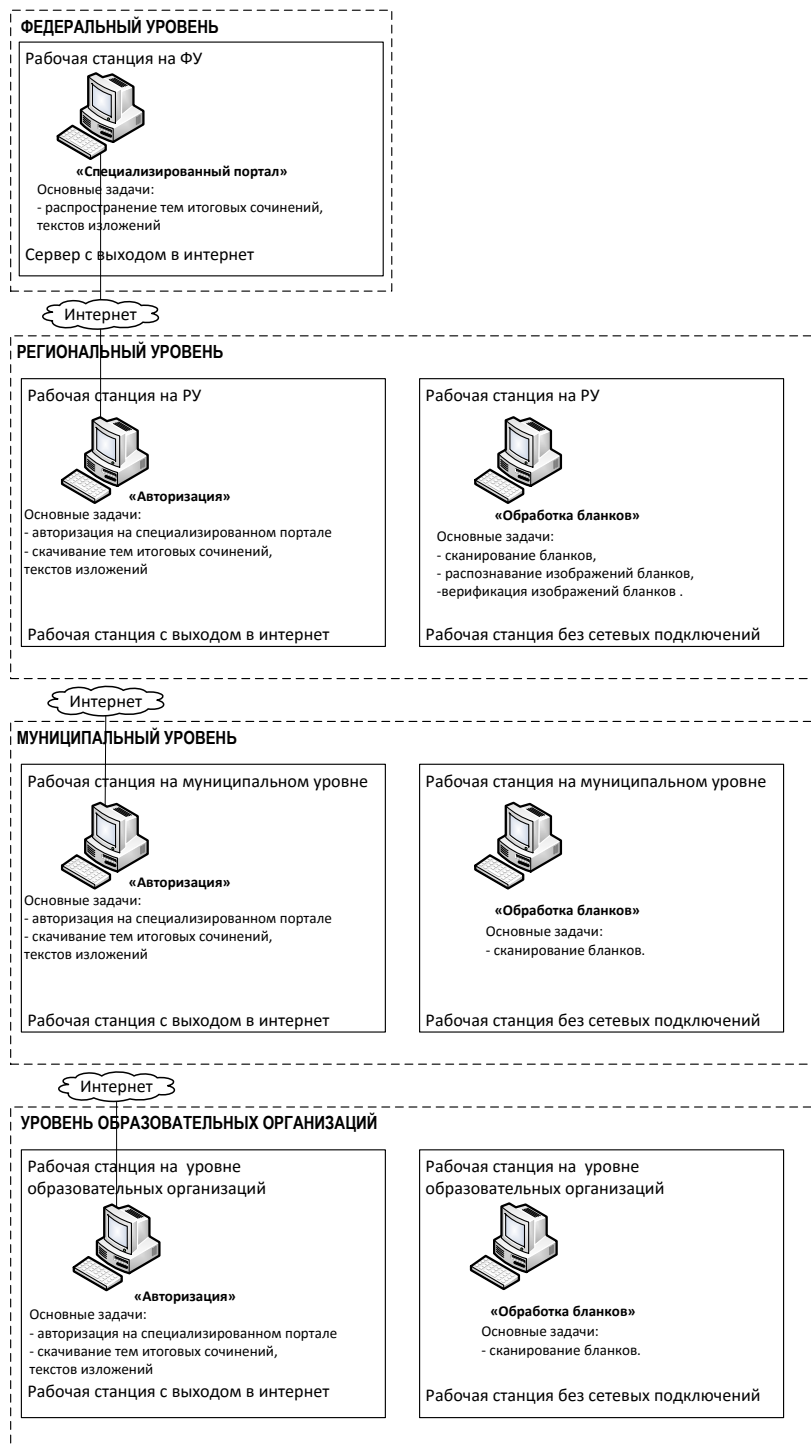 ФЕДЕРАЛЬНЫЙ УРОВЕНЬ
Рабочая станция на ФУ
«Специализированный портал»
Основные задачи:
- распространение тем итоговых сочинений,
текстов изложений
Сервер с выходом в интернет
Интернет
РЕГИОНАЛЬНЫЙ УРОВЕНЬ
Рабочая станция на РУ
«Авторизация»
Основные задачи:
- авторизация на специализированном портале
- скачивание тем итоговых сочинений,
текстов изложений
Рабочая станция с выходом в интернет
Рабочая станция на РУ
«Обработка бланков»
Основные задачи:
- сканирование бланков,
- распознавание изображений бланков,
-верификация изображений бланков .
Рабочая станция без сетевых подключений
Интернет
МУНИЦИПАЛЬНЫЙ УРОВЕНЬ
Рабочая станция на муниципальном уровне
«Авторизация»
Основные задачи:
- авторизация на специализированном портале
- скачивание тем итоговых сочинений,
текстов изложений
Рабочая станция с выходом в интернет
Рабочая станция на муниципальном уровне
«Обработка бланков»
Основные задачи:
- сканирование бланков.
Рабочая станция без сетевых подключений
Интернет
УРОВЕНЬ ОБРАЗОВАТЕЛЬНЫХ ОРГАНИЗАЦИЙ
Рабочая станция на уровне
образовательных организаций
«Авторизация»
Основные задачи:
- авторизация на специализированном портале
- скачивание тем итоговых сочинений,
текстов изложений
Рабочая станция с выходом в интернет
Рабочая станция на уровне
образовательных организаций
«Обработка бланков»
Основные задачи:
- сканирование бланков.
Рабочая станция без сетевых подключений